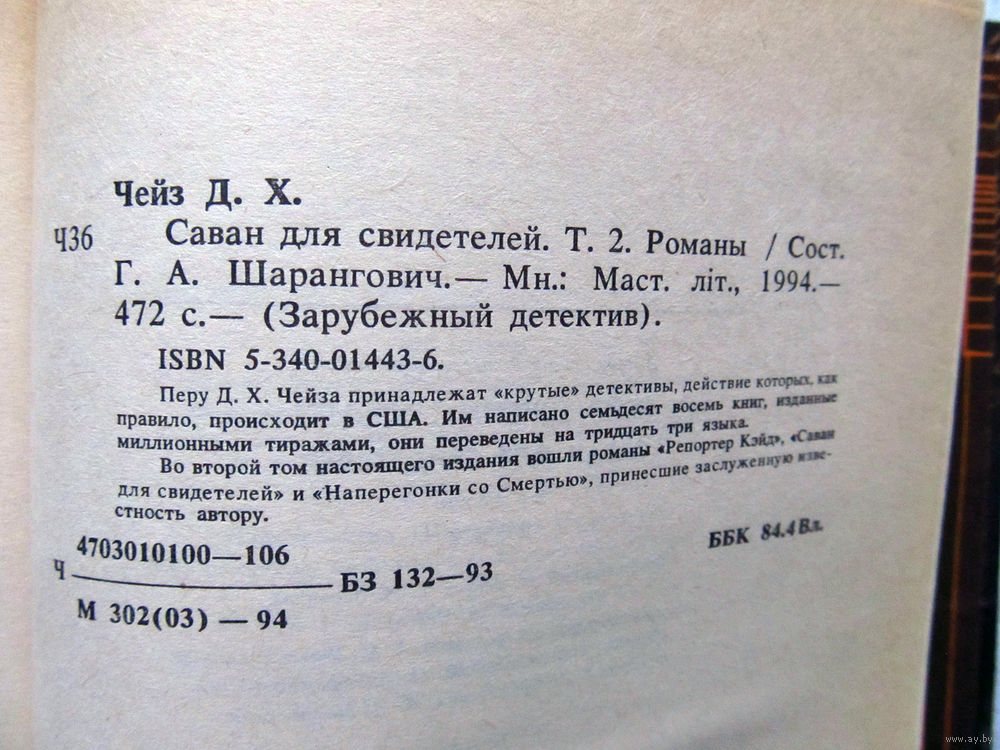 Чейз Д. Х.
Ч36 Саван для свидетелей. Т. 2. Романы / Сост.
Г. А. Шарангович.— Мн.: Маст. літ., 1994.—
472 с.— (Зарубежный детектив).
ISBN 5-340-01443-6.
Перу Д. Х. Чейза принадлежат «крутые» детективы, действие которых, как
правило, происходит в США. Им написано семьдесят восемь книг, изданные
миллионными тиражами, они переведены на тридцать три языка.
Во второй том настоящего издания вошли романы «Репортер Кэйд», «Саван
для свидетелей» и «Наперегонки со Смертью», принесшие заслуженную изве-
стность автору.
4703010100—106
Ч БЗ 132—93
М 302(03) — 94
ББК 84.4Вл.
www.ay.by